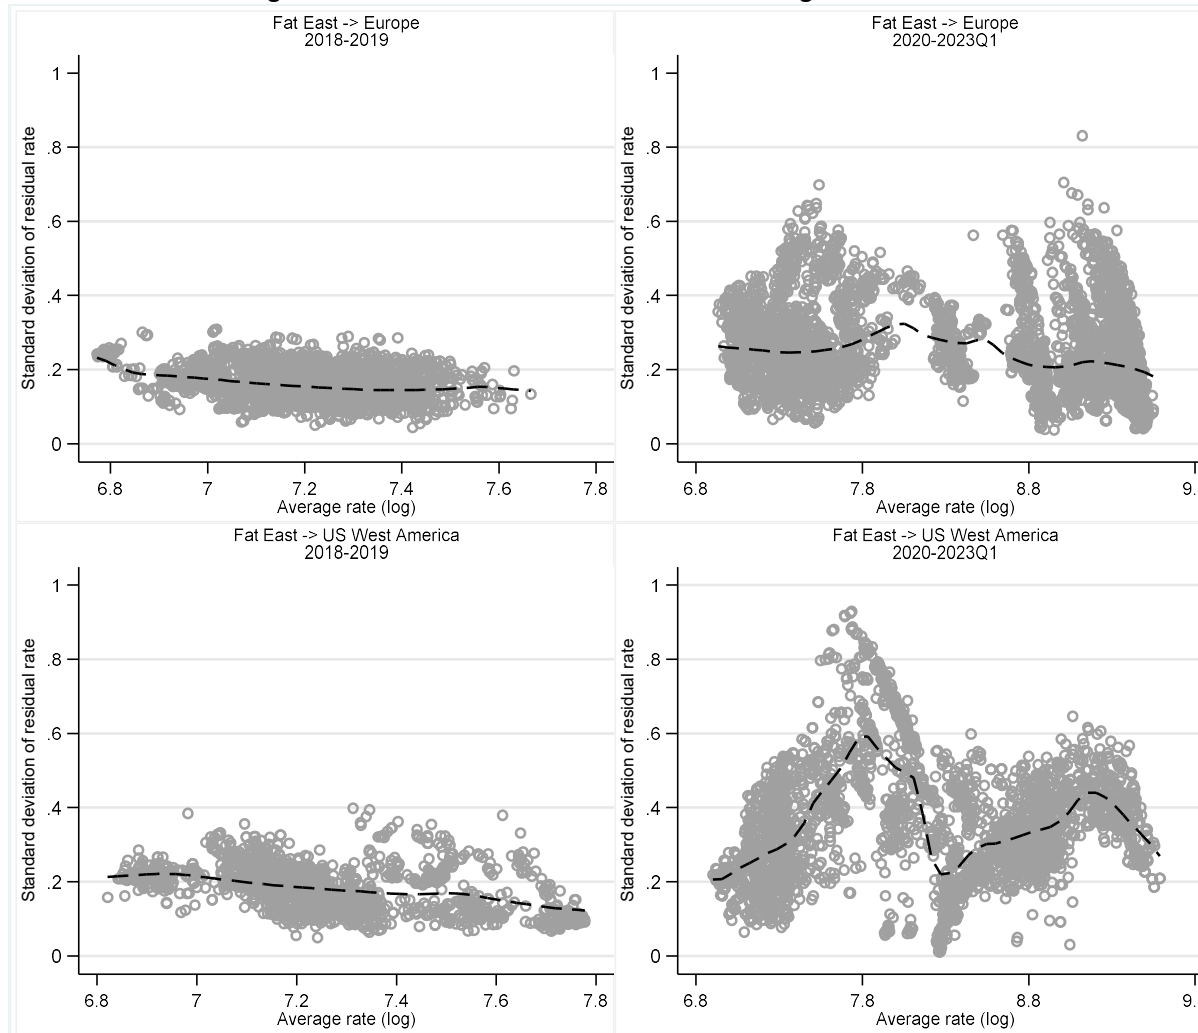 Fat East -> Europe
2018-2019
Standard deviation of residual rate
1
.8
.6
.4
.2
0
6.8 7 7.2 7.4 7.6 7.8
Average rate (log)
Fat East -> Europe
2020-2023Q1
Standard deviation of residual rate
1
.8
.6
.4
.2
0
6.8 7.8 8.8 9.
Average rate (log)
Fat East -> US West America
2018-2019
Standard deviation of residual rate
1
.8
.6
.4
.2
0
6.8 7 7.2 7.4 7.6 7.8
Average rate (log)
Fat East -> US West America
2020-2023Q1
Standard deviation of residual rate
1
.8
.6
.4
.2
0
6.8 7.8 8.8 9.
Average rate (log)